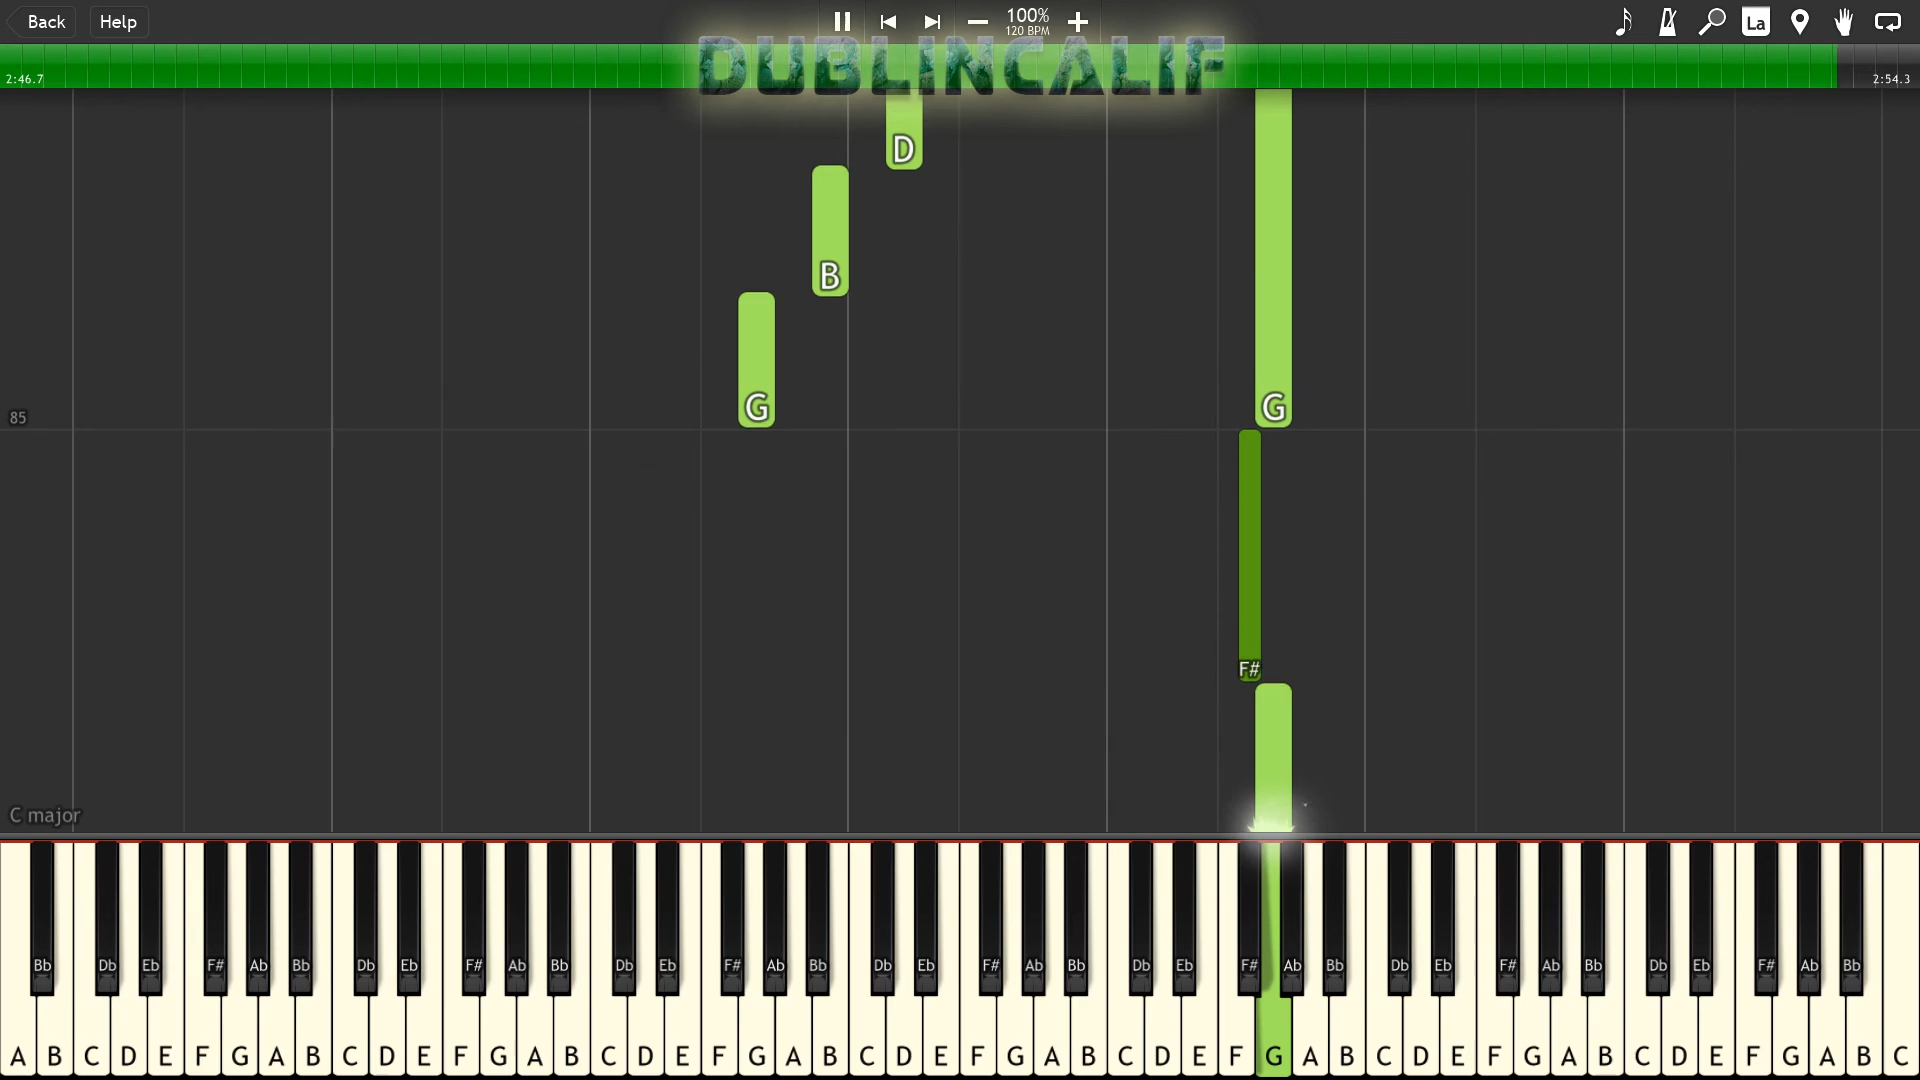 Back Help 100% La
120 BPM
DUBLINCALIF
2:46.7 2:54.3
D
B
G G
85
F#
C major
Bb Db Eb F# Ab Bb Db Eb F# Ab Bb Db Eb F# Ab Bb Db Eb F# Ab Bb Db Eb F# Ab Bb Db Eb F# Ab Bb Db Eb F# Ab Bb
A B C D E F G A B C D E F G A B C D E F G A B C D E F G A B C D E F G A B C D E F G A B C D E F G A B C